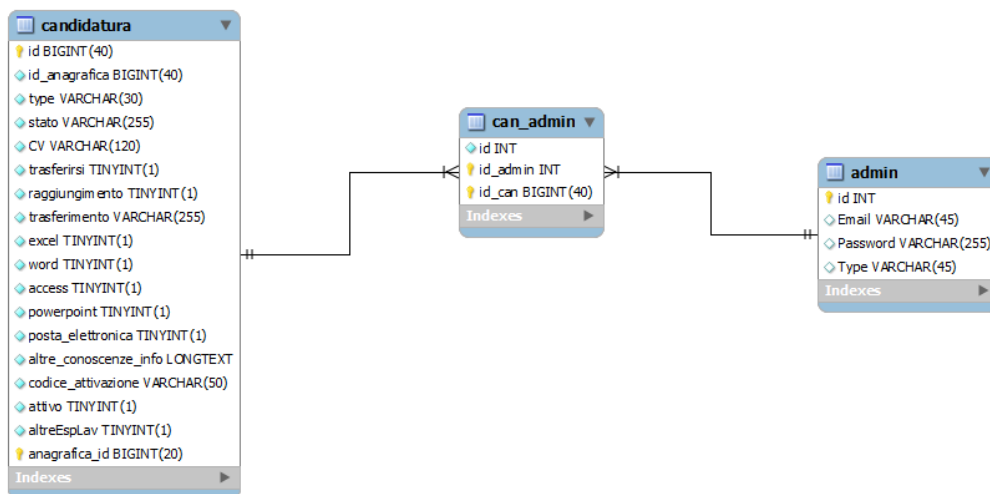 candidatura
id BIGINT(40)
id_anagrafica BIGINT(40)
type VARCHAR(30)
stato VARCHAR(255)
CV VARCHAR(120)
trasferirsi TINYINT(1)
raggiungimento TINYINT(1)
trasferimento VARCHAR(255)
excel TINYINT(1)
word TINYINT(1)
access TINYINT(1)
powerpoint TINYINT(1)
posta_elettronica TINYINT(1)
altre_conoscenze_info LONGTEXT
codice_attivazione VARCHAR(50)
attivo TINYINT(1)
altreEspLav TINYINT(1)
anagrafica_id BIGINT(20)
Indexes
can_admin
id INT
id_admin INT
id_can BIGINT(40)
Indexes
admin
id INT
Email VARCHAR(45)
Password VARCHAR(255)
Type VARCHAR(45)
Indexes